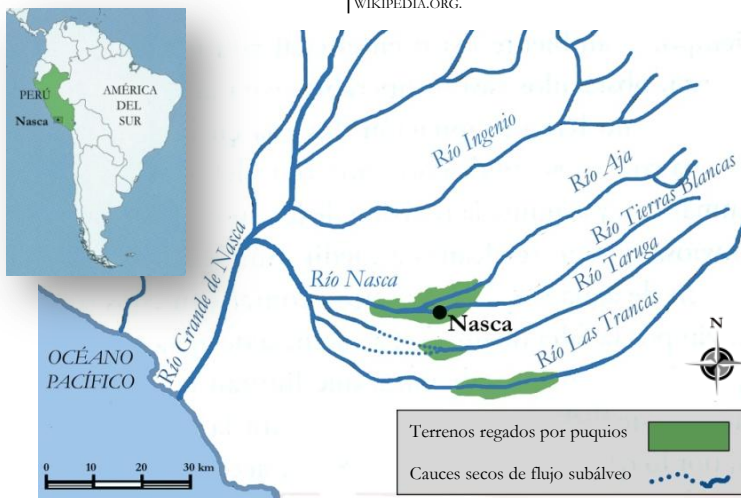 WIKIPEDIA.ORG.
PERÚ
AMÉRICA
DEL
SUR
Nasca
Río Ingenio
Río Aja
Río Tierras Blancas
Río Taruga
Río Grande de Nasca
Río Nasca
Nasca
Río Las Trancas
OCÉANO
PACÍFICO
N
Terrenos regados por puquios
Cauces secos de flujo subálveo
0 10 20 30 km